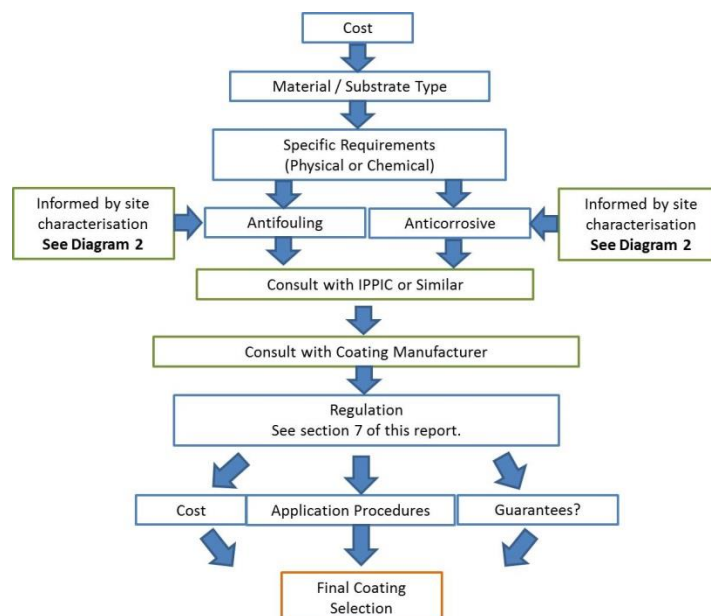 Cost
Material / Substrate Type
Specific Requirements
(Physical or Chemical)
Informed by site
characterisation
See Diagram 2
Antifouling
Anticorrosive
Informed by site
characterisation
See Diagram 2
Consult with IPPIC or Similar
Consult with Coating Manufacturer
Regulation
See section 7 of this report.
Cost
Application Procedures
Guarantees?
Final Coating
Selection